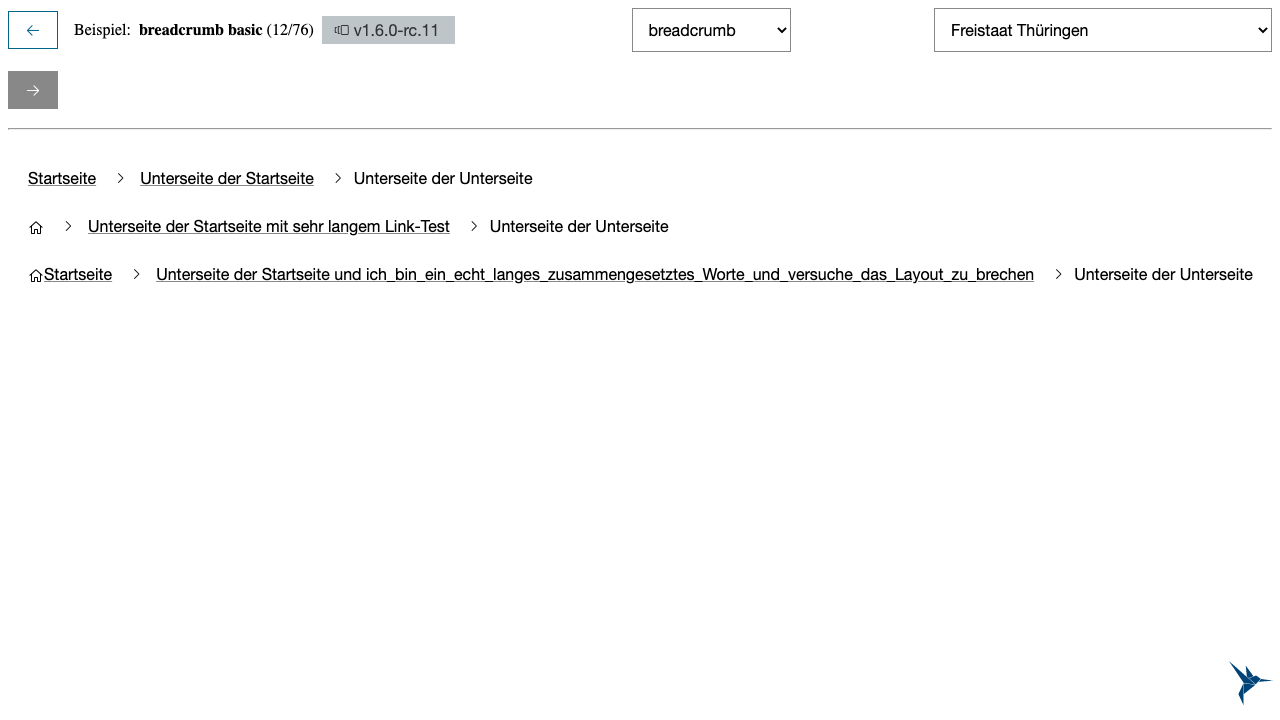 Beispiel: breadcrumb basic (12/76) v1.6.0-rc.11 breadcrumb Freistaat Thüringen
Startseite Unterseite der Startseite Unterseite der Unterseite
Unterseite der Startseite mit sehr langem Link-Test Unterseite der Unterseite
Startseite Unterseite der Startseite und ich_bin_ein_echt_langes_zusammengesetztes_Worte_und_versuche_das_Layout_zu_brechen Unterseite der Unterseite